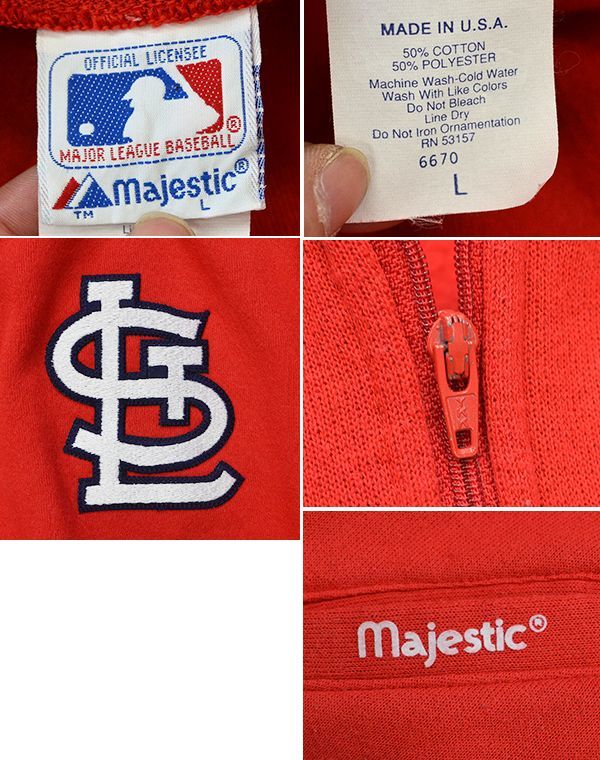 OFFICIAL LICENSEE
MAJOR LEAGUE BASEBALL®
Majestic®
TM
L
MADE IN U.S.A.
50% COTTON
50% POLYESTER
Machine Wash-Cold Water
Wash With Like Colors
Do Not Bleach
Line Dry
Do Not Iron Ornamentation
RN 53157
6670
L
STL
YKK
Majestic®